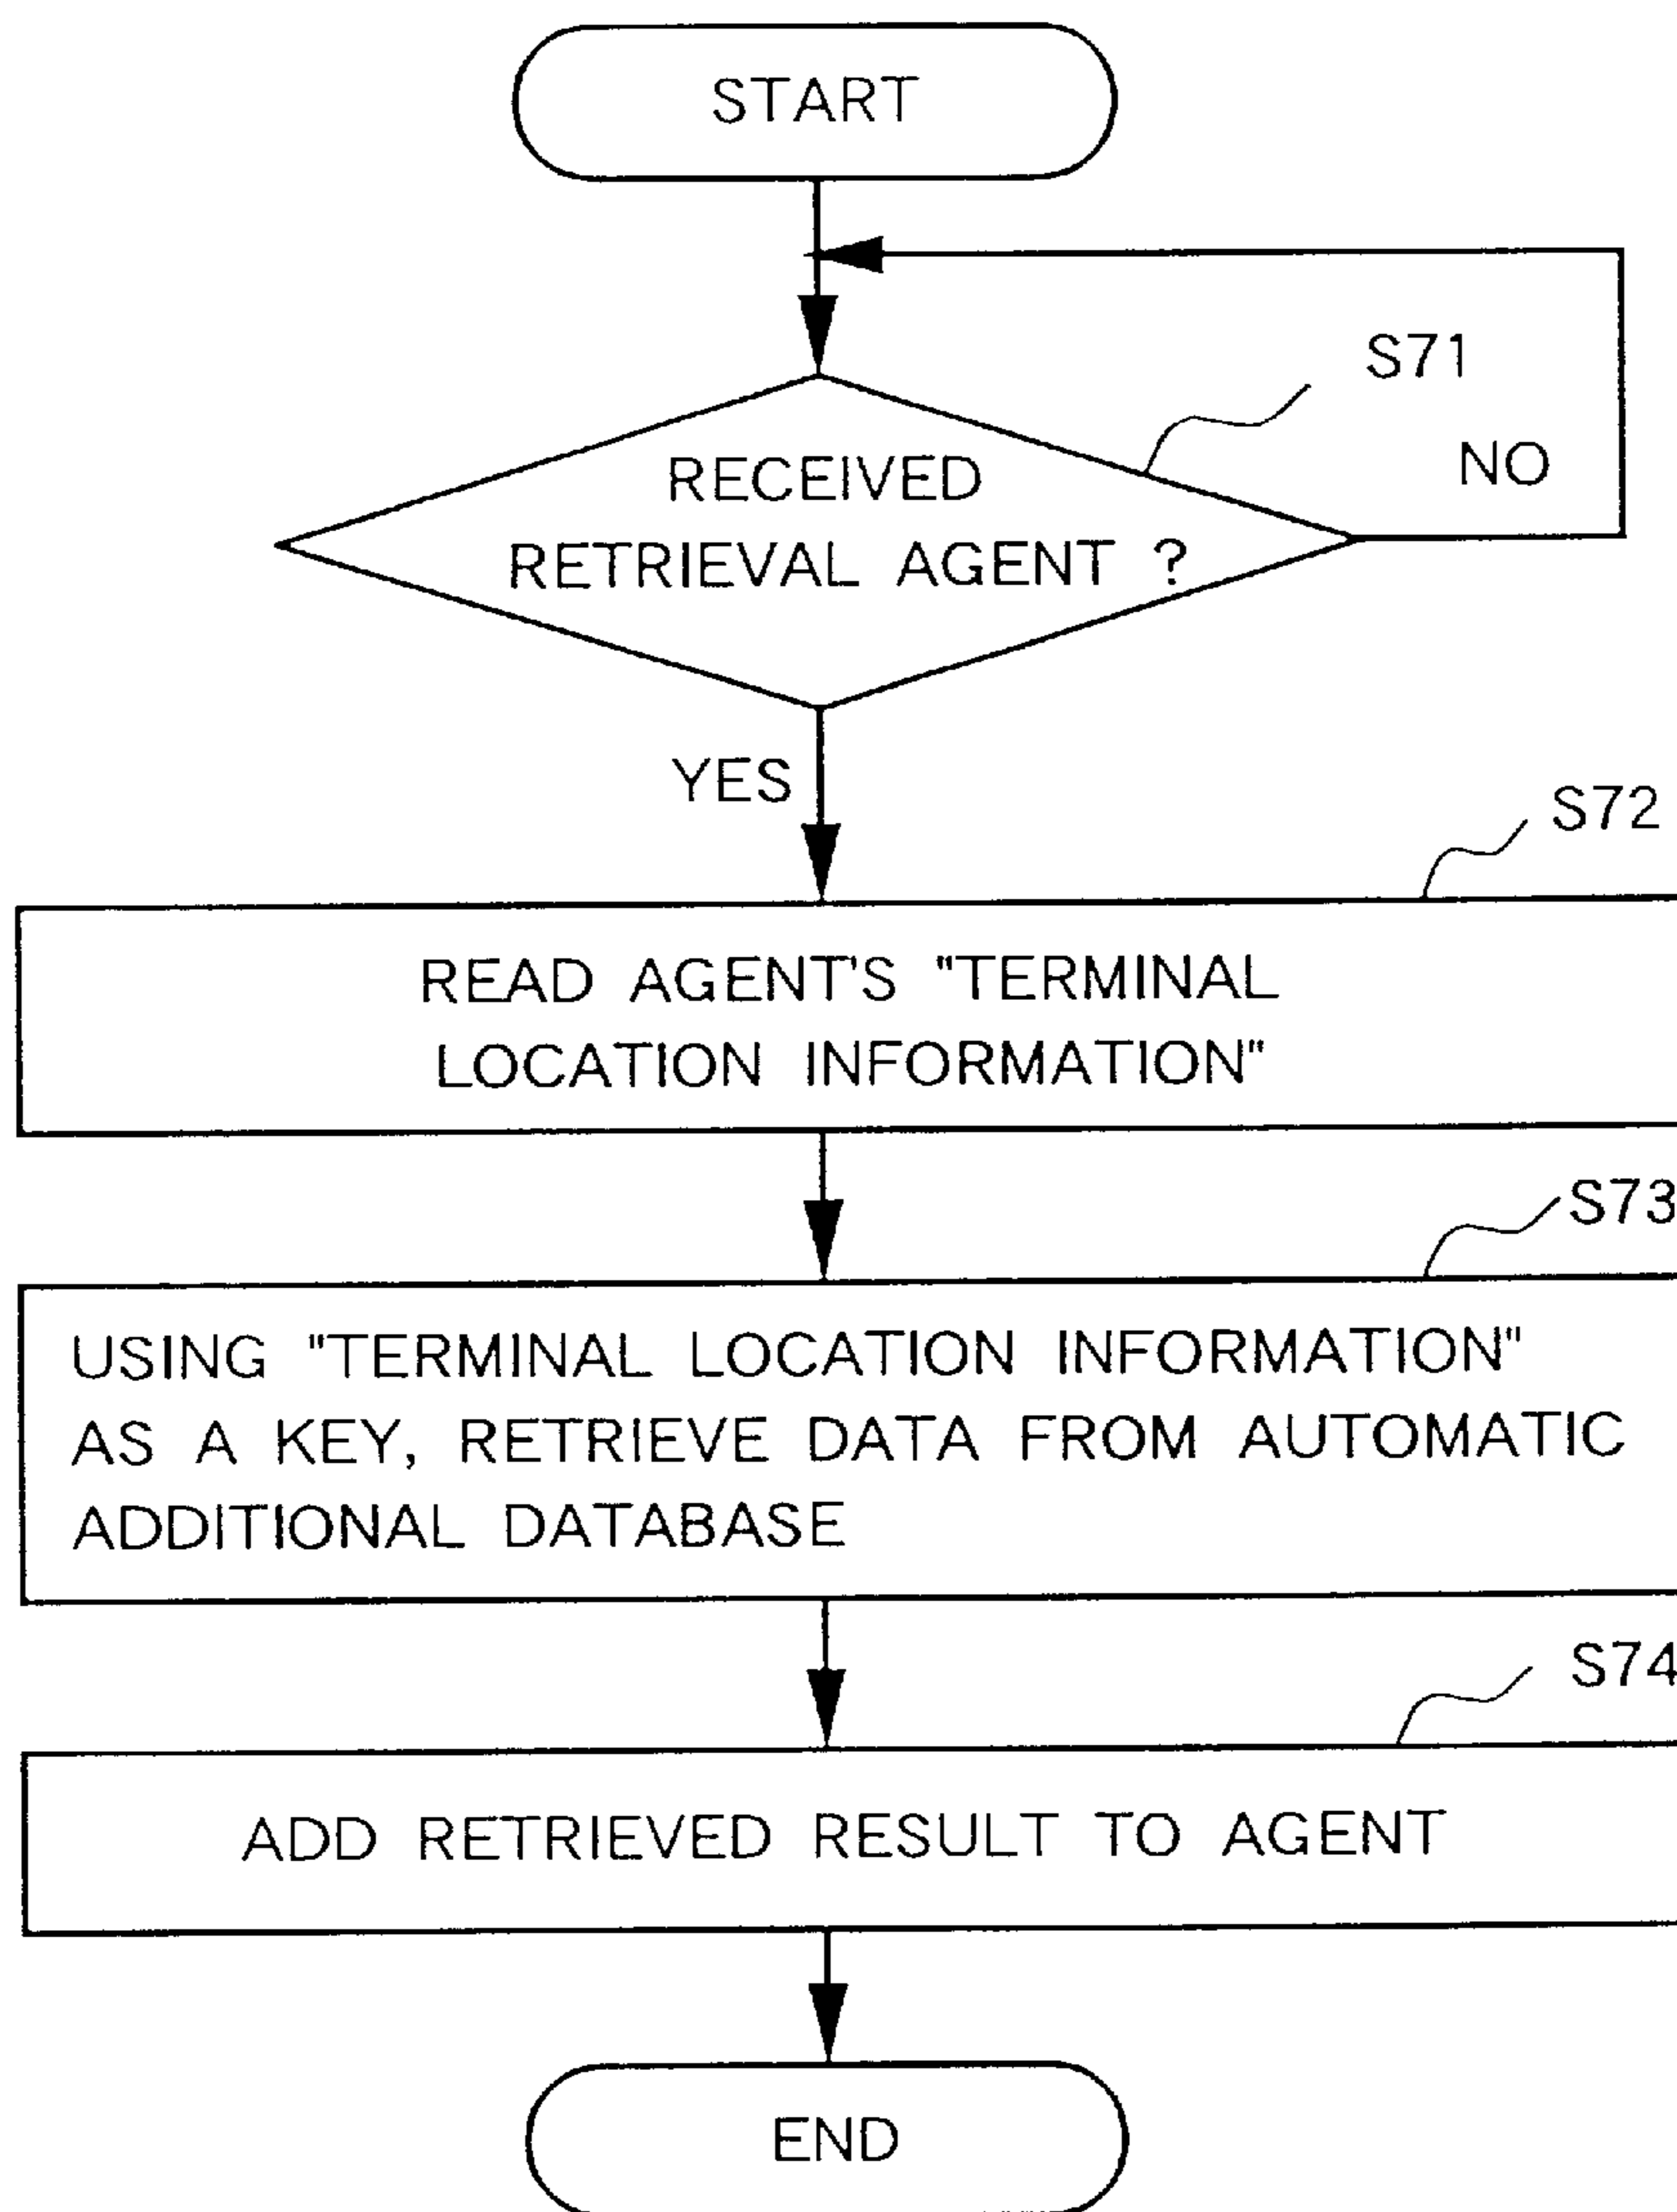 START
S71
NO
RECEIVED
RETRIEVAL AGENT ?
YES
S72
READ AGENT'S "TERMINAL
LOCATION INFORMATION"
S73
USING "TERMINAL LOCATION INFORMATION"
AS A KEY, RETRIEVE DATA FROM AUTOMATIC
ADDITIONAL DATABASE
S74
ADD RETRIEVED RESULT TO AGENT
END